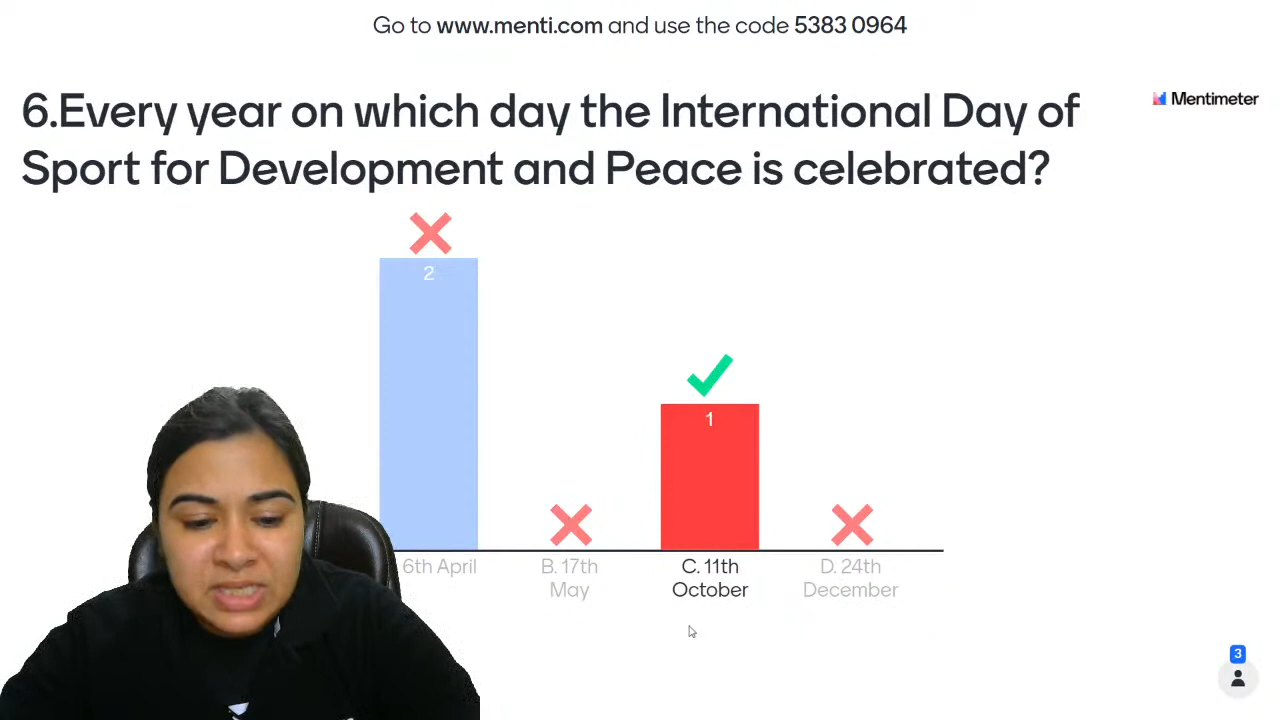 Go to www.menti.com and use the code 5383 0964
6.Every year on which day the International Day of
Sport for Development and Peace is celebrated?
Mentimeter
2
1
6th April
B. 17th
May
C. 11th
October
D. 24th
December
3